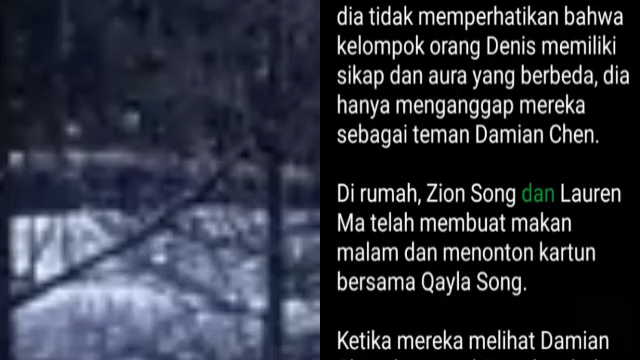 dia tidak memperhatikan bahwa
kelompok orang Denis memiliki
sikap dan aura yang berbeda, dia
hanya menganggap mereka
sebagai teman Damian Chen.
Di rumah, Zion Song dan Lauren
Ma telah membuat makan
malam dan menonton kartun
bersama Qayla Song.
Ketika mereka melihat Damian